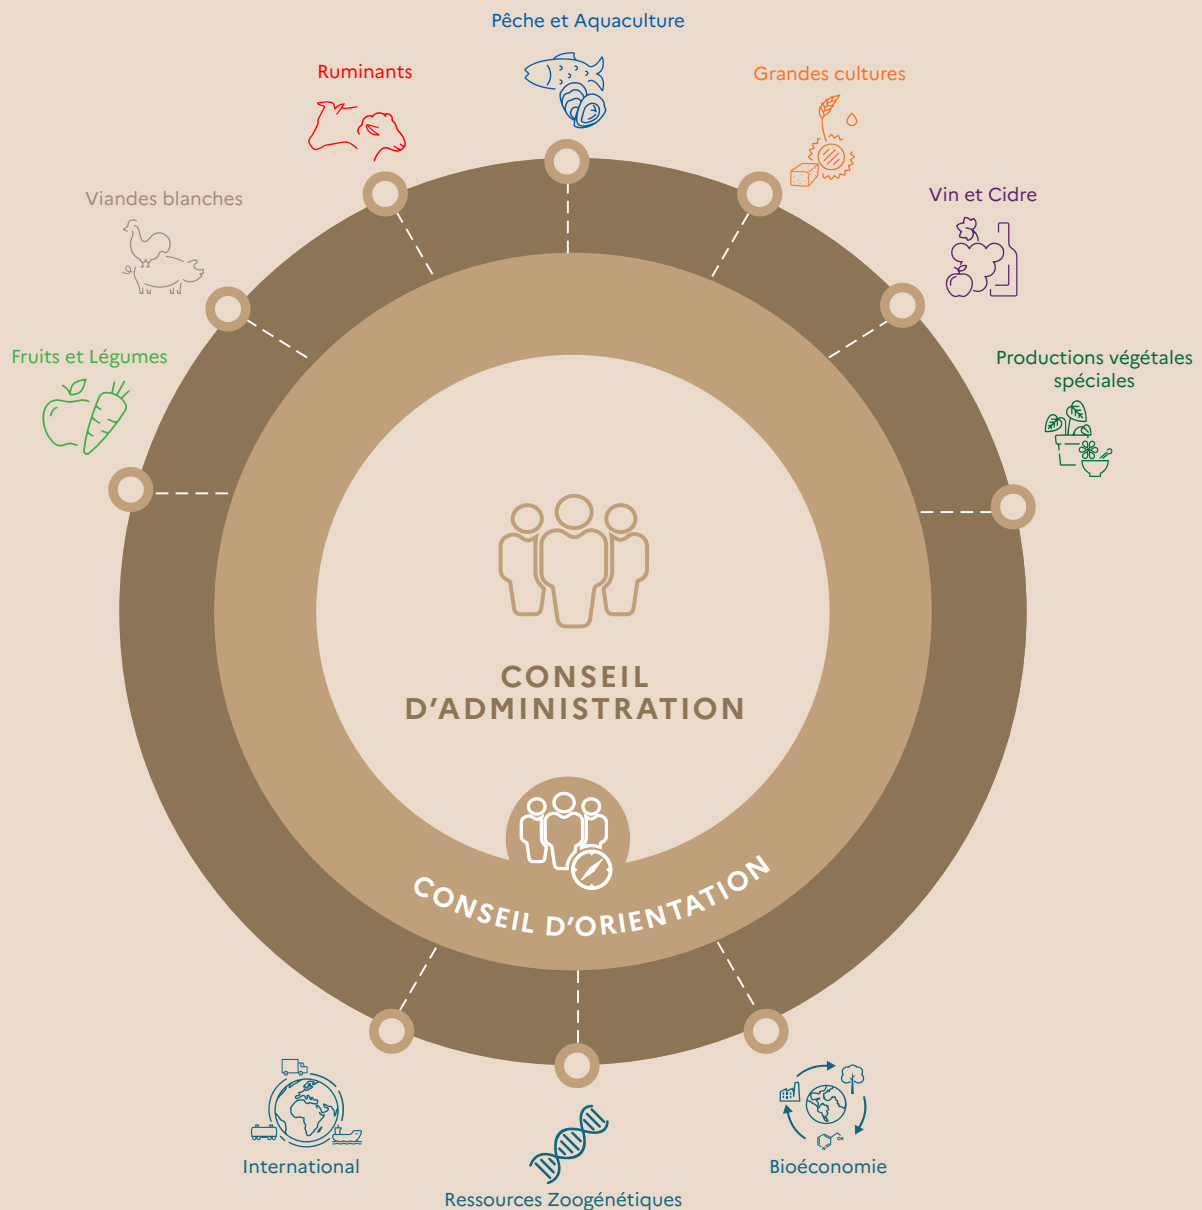 Pêche et Aquaculture
Ruminants
Grandes cultures
Viandes blanches
Vin et Cidre
Fruits et Légumes
Productions végétales
spéciales
CONSEIL
D'ADMINISTRATION
CONSEIL D'ORIENTATION
International
Ressources Zoogénétiques
Bioéconomie